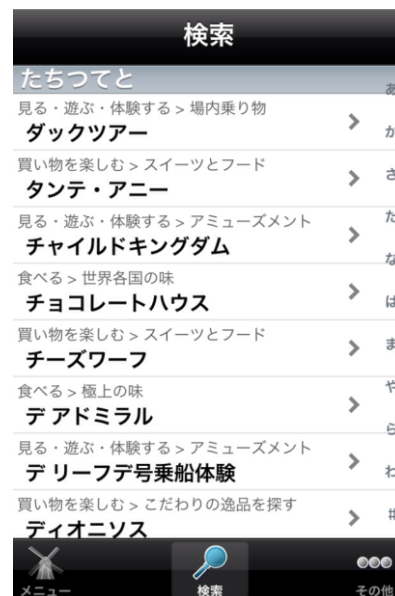 検索
たちつてと
見る・遊ぶ・体験する > 場内乗り物
ダックツアー
買い物を楽しむ > スイーツとフード
タンテ・アニー
見る・遊ぶ・体験する > アミューズメント
チャイルドキングダム
食べる > 世界各国の味
チョコレートハウス
買い物を楽しむ > スイーツとフード
チーズワーフ
食べる > 極上の味
デ アドミラル
見る・遊ぶ・体験する > アミューズメント
デ リーフデ号乗船体験
買い物を楽しむ > こだわりの逸品を探す
ディオニソス
あ
か
さ
た
な
は
ま
や
ら
わ
#
メニュー
検索
その他